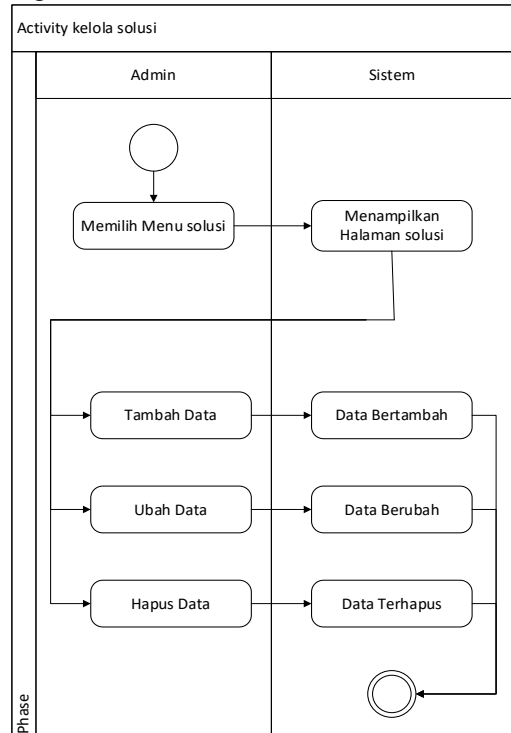 Activity kelola solusi
Admin
Sistem
Memilih Menu solusi
Menampilkan
Halaman solusi
Tambah Data
Data Bertambah
Ubah Data
Data Berubah
Hapus Data
Data Terhapus
Phase